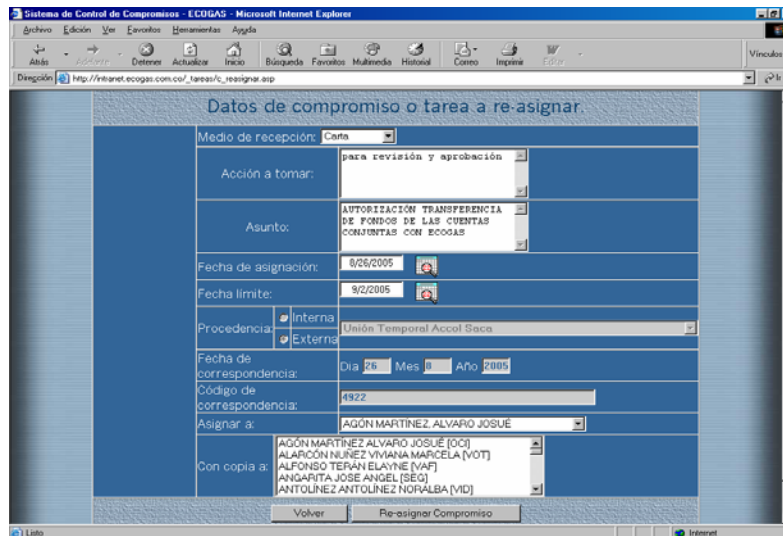 Sistema de Control de Compromisos - ECOGAS - Microsoft Internet Explorer
Archivo Edición Ver Favoritos Herramientas Ayuda
Atrás Adelante Detener Actualizar Inicio Búsqueda Favoritos Multimedia Historial Correo Imprimir Editar
Vínculos
Dirección http://intranet.ecogas.com.co/_tareas/c_reasignar.asp
Datos de compromiso o tarea a re-asignar.
Medio de recepción: Carta
Acción a tomar: para revisión y aprobación
Asunto: AUTORIZACIÓN TRANSFERENCIA
DE FONDOS DE LAS CUENTAS
CONJUNTAS CON ECOGAS
Fecha de asignación: 8/26/2005
Fecha límite: 9/2/2005
Procedencia: Interna
Externa
Unión Temporal Accol Saca
Fecha de
correspondencia: Dia 26 Mes 8 Año 2005
Código de
correspondencia: 4922
Asignar a: AGÓN MARTÍNEZ, ALVARO JOSUÉ
Con copia a: AGÓN MARTÍNEZ ALVARO JOSUÉ [OCI]
ALARCÓN NUÑEZ VIVIANA MARCELA [VOT]
ALFONSO TERÁN ELAYNE [VAF]
ANGARITA JOSE ANGEL [SEG]
ANTOLÍNEZ ANTOLÍNEZ NORALBA [VID]
Volver Re-asignar Compromiso
Listo Internet